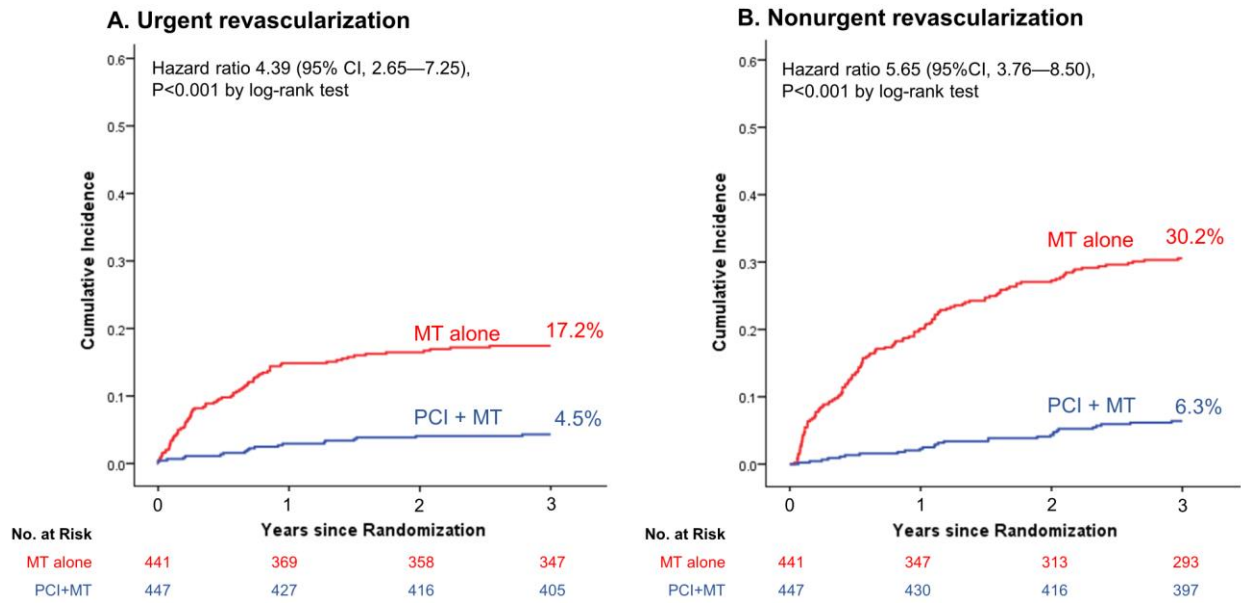 A. Urgent revascularization
Hazard ratio 4.39 (95% CI, 2.65—7.25),
P<0.001 by log-rank test
Cumulative Incidence
0.6
0.5
0.4
0.3
0.2
0.1
0.0
MT alone 17.2%
PCI + MT 4.5%
0 1 2 3
Years since Randomization
No. at Risk
MT alone 441 369 358 347
PCI+MT 447 427 416 405
B. Nonurgent revascularization
Hazard ratio 5.65 (95%CI, 3.76—8.50),
P<0.001 by log-rank test
Cumulative Incidence
0.6
0.5
0.4
0.3
0.2
0.1
0.0
MT alone 30.2%
PCI + MT 6.3%
0 1 2 3
Years since Randomization
No. at Risk
441 347 313 293
447 430 416 397